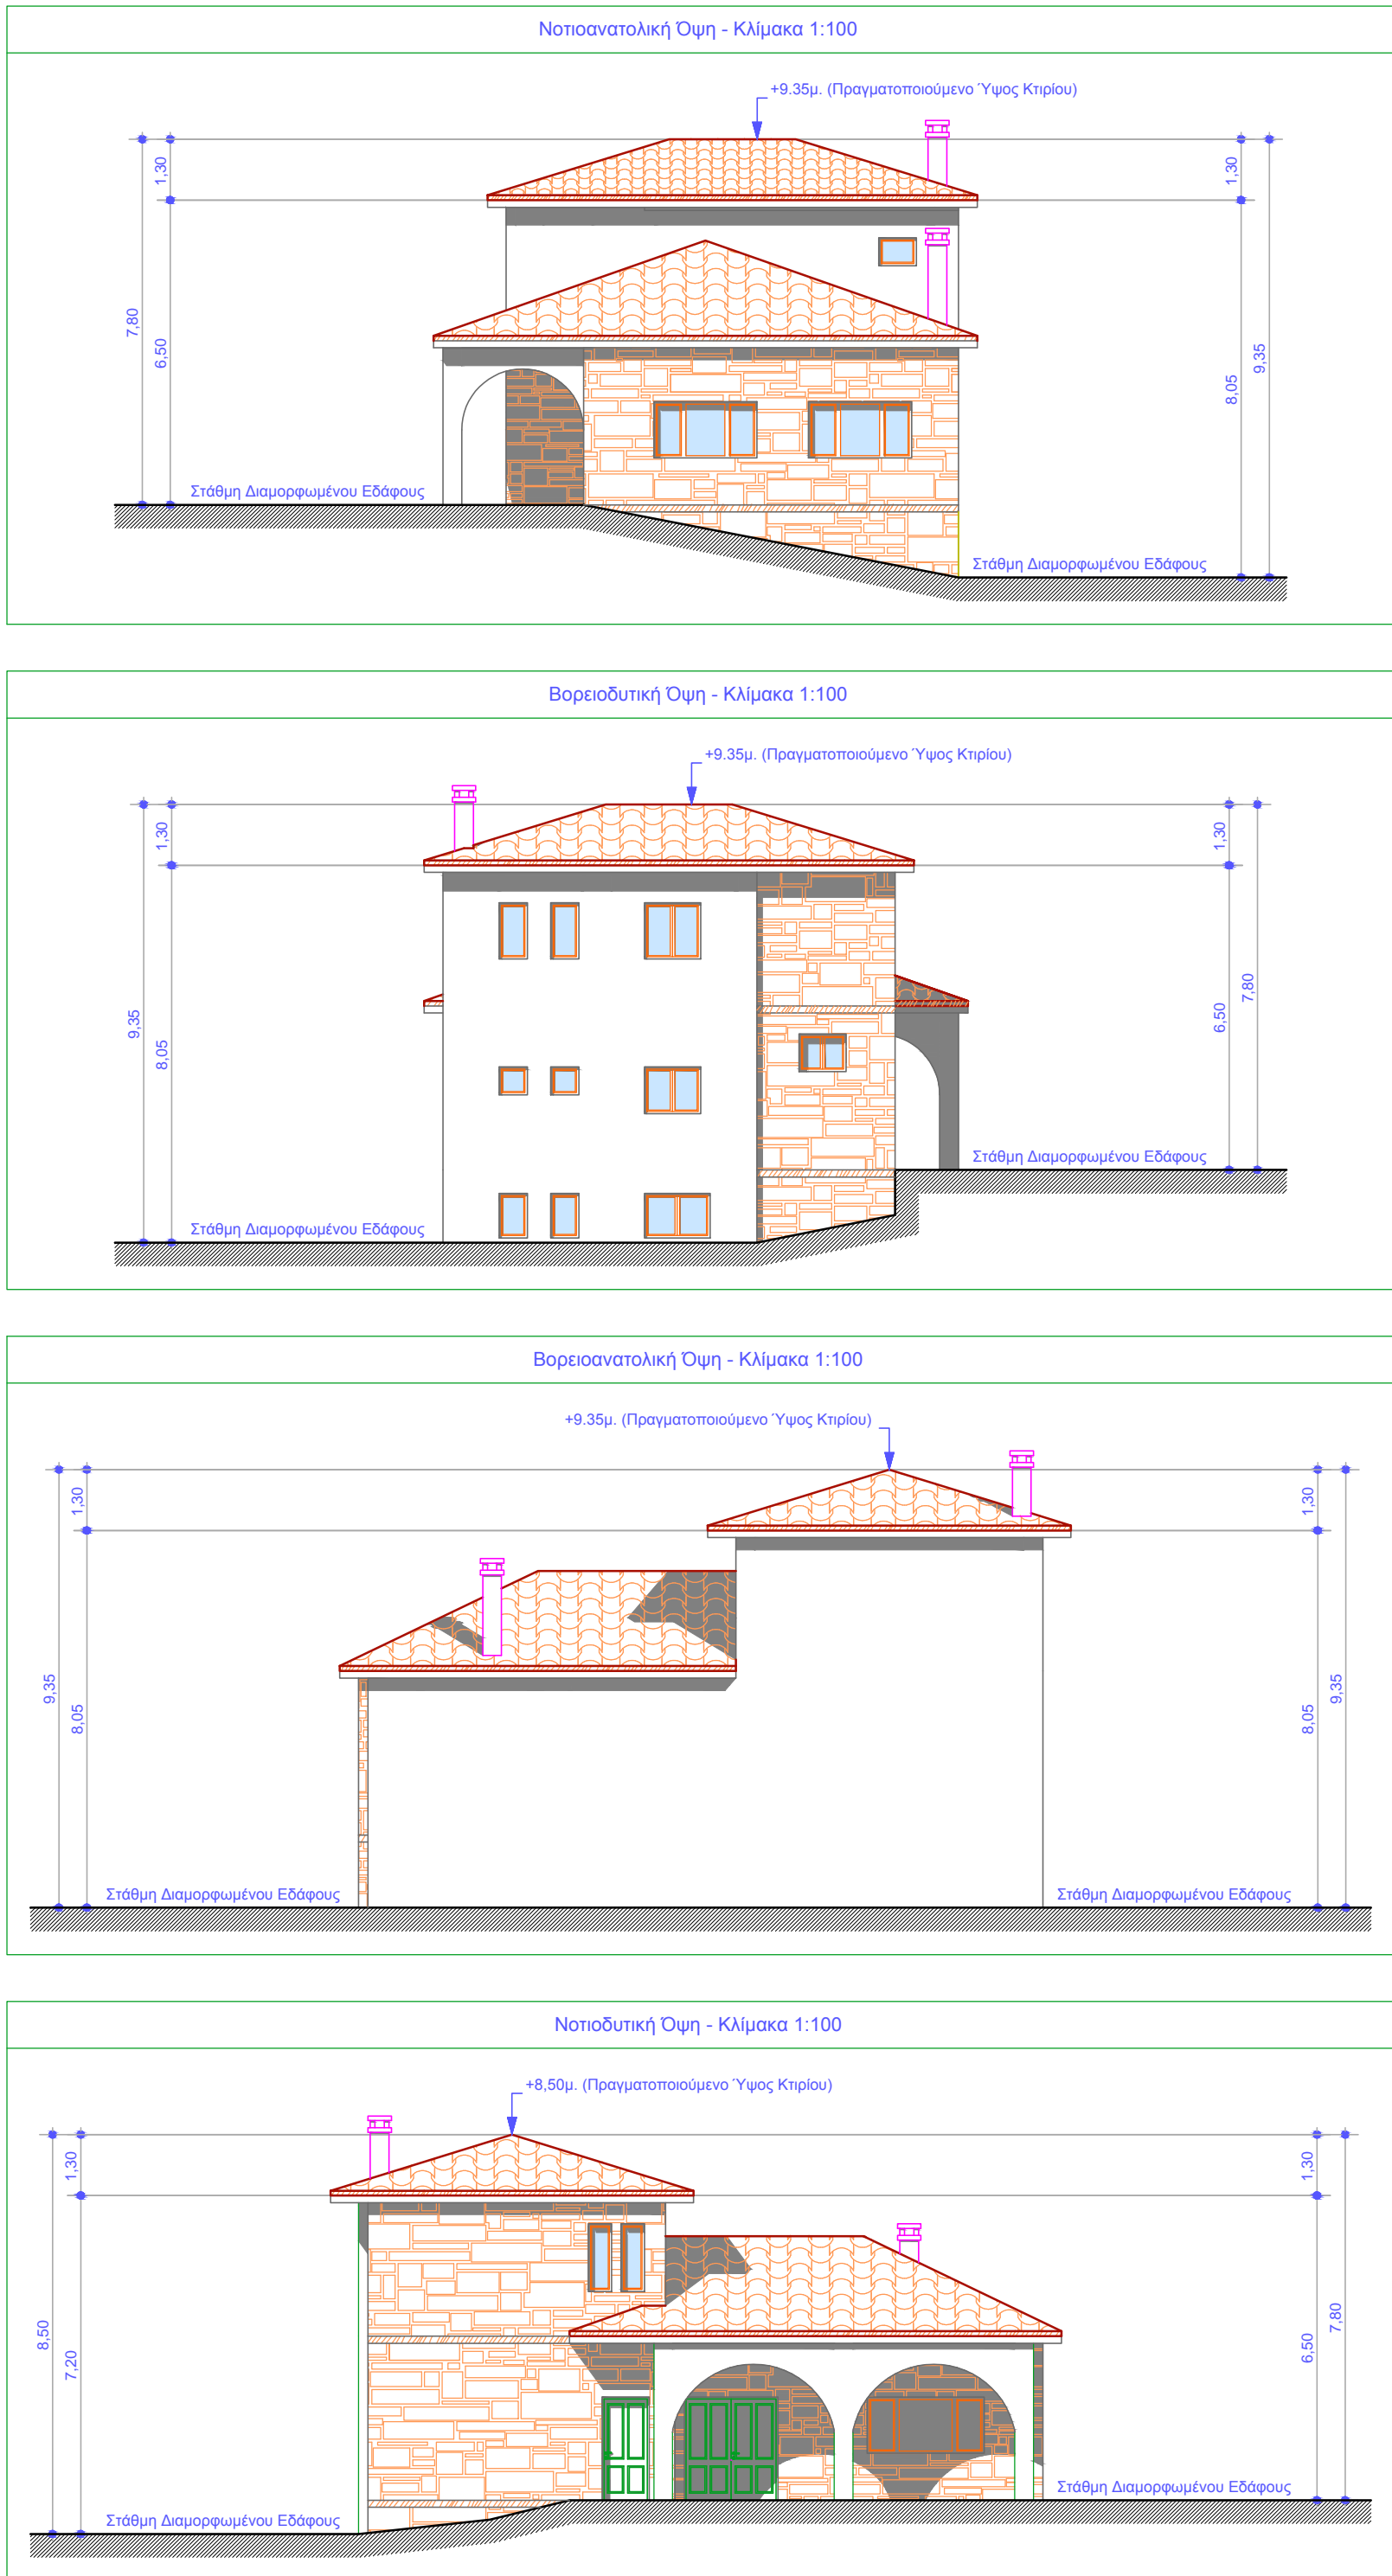 Νοτιοανατολική Όψη - Κλίμακα 1:100
+9.35μ. (Πραγματοποιούμενο Ύψος Κτιρίου)
1,30
1,30
7,80
6,50
8,05
9,35
Στάθμη Διαμορφωμένου Εδάφους
Στάθμη Διαμορφωμένου Εδάφους
Βορειοδυτική Όψη - Κλίμακα 1:100
+9.35μ. (Πραγματοποιούμενο Ύψος Κτιρίου)
1,30
1,30
9,35
8,05
6,50
7,80
Στάθμη Διαμορφωμένου Εδάφους
Στάθμη Διαμορφωμένου Εδάφους
Βορειοανατολική Όψη - Κλίμακα 1:100
+9.35μ. (Πραγματοποιούμενο Ύψος Κτιρίου)
1,30
1,30
9,35
8,05
8,05
9,35
Στάθμη Διαμορφωμένου Εδάφους
Στάθμη Διαμορφωμένου Εδάφους
Νοτιοδυτική Όψη - Κλίμακα 1:100
+8,50μ. (Πραγματοποιούμενο Ύψος Κτιρίου)
1,30
1,30
8,50
7,20
6,50
7,80
Στάθμη Διαμορφωμένου Εδάφους
Στάθμη Διαμορφωμένου Εδάφους